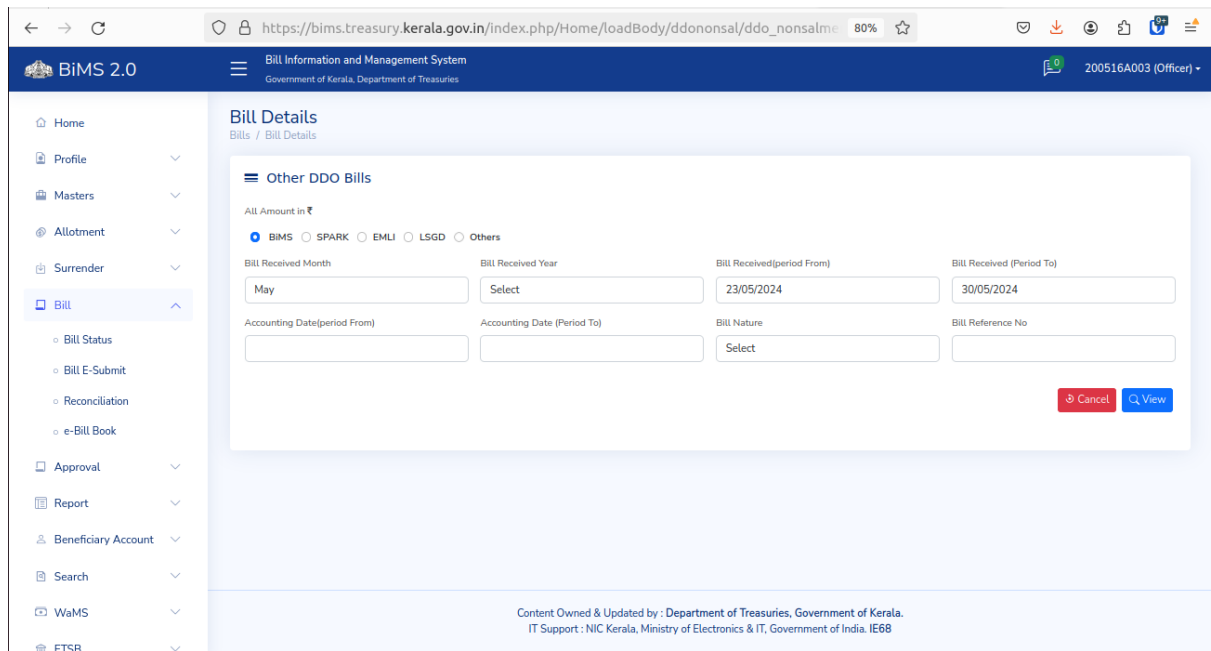 https://bims.treasury.kerala.gov.in/index.php/Home/loadBody/ddononsal/ddo_nonsalme 80%
9+
BiMS 2.0
Bill Information and Management System
Government of Kerala, Department of Treasuries
0
200516A003 (Officer)
Home
Profile
Masters
Allotment
Surrender
Bill
Bill Status
Bill E-Submit
Reconciliation
e-Bill Book
Approval
Report
Beneficiary Account
Search
WaMS
ETSB
Bill Details
Bills / Bill Details
Other DDO Bills
All Amount in ₹
BiMS SPARK EMLI LSGD Others
Bill Received Month Bill Received Year Bill Received(period From) Bill Received (Period To)
May Select 23/05/2024 30/05/2024
Accounting Date(period From) Accounting Date (Period To) Bill Nature Bill Reference No
Select
Cancel View
Content Owned & Updated by : Department of Treasuries, Government of Kerala.
IT Support : NIC Kerala, Ministry of Electronics & IT, Government of India. IE68